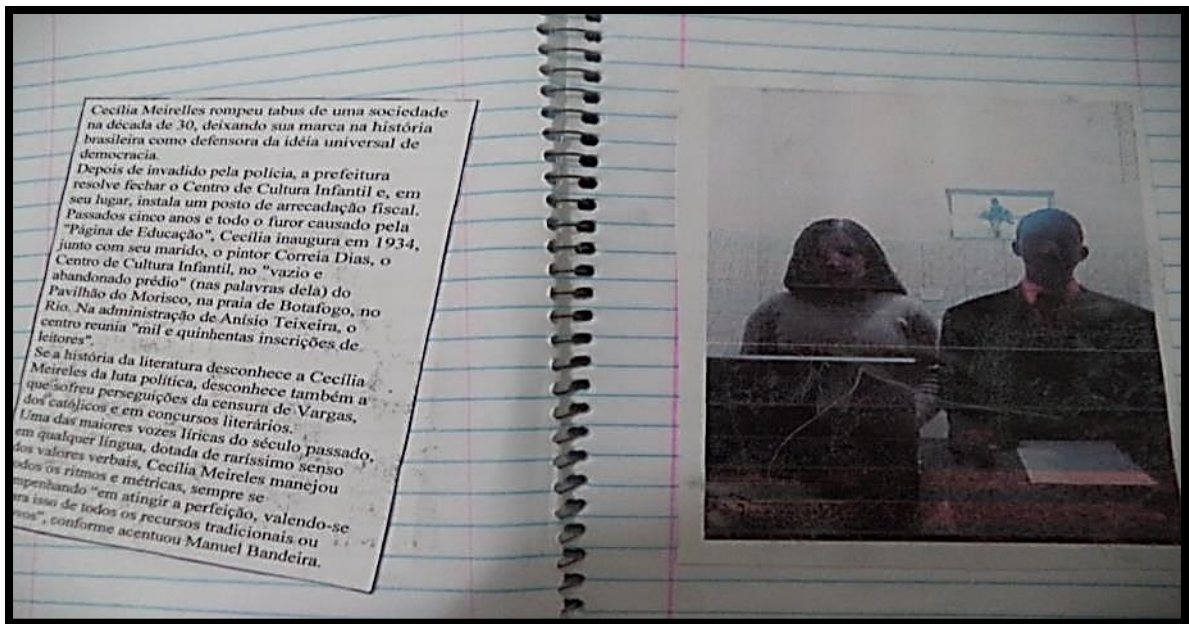 Cecília Meirelles rompeu tabus de uma sociedade
na década de 30, deixando sua marca na história
brasileira como defensora da idéia universal de
democracia.
Depois de invadido pela polícia, a prefeitura
resolve fechar o Centro de Cultura Infantil e, em
seu lugar, instala um posto de arrecadação fiscal.
Passados cinco anos e todo o furor causado pela
"Página de Educação", Cecília inaugura em 1934,
junto com seu marido, o pintor Correia Dias, o
Centro de Cultura Infantil, no "vazio e
abandonado prédio" (nas palavras dela) do
Pavilhão do Morisco, na praia de Botafogo, no
Rio. Na administração de Anísio Teixeira, o
centro reunia "mil e quinhentas inscrições de
leitores".
Se a história da literatura desconhece a Cecília
Meireles da luta política, desconhece também a
que sofreu perseguições da censura de Vargas,
dos católicos e em concursos literários.
Uma das maiores vozes líricas do século passado,
em qualquer língua, dotada de raríssimo senso
dos valores verbais, Cecília Meireles manejou
odos os ritmos e métricas, sempre se
mpenhando "em atingir a perfeição, valendo-se
ara isso de todos os recursos tradicionais ou
vos", conforme acentuou Manuel Bandeira.